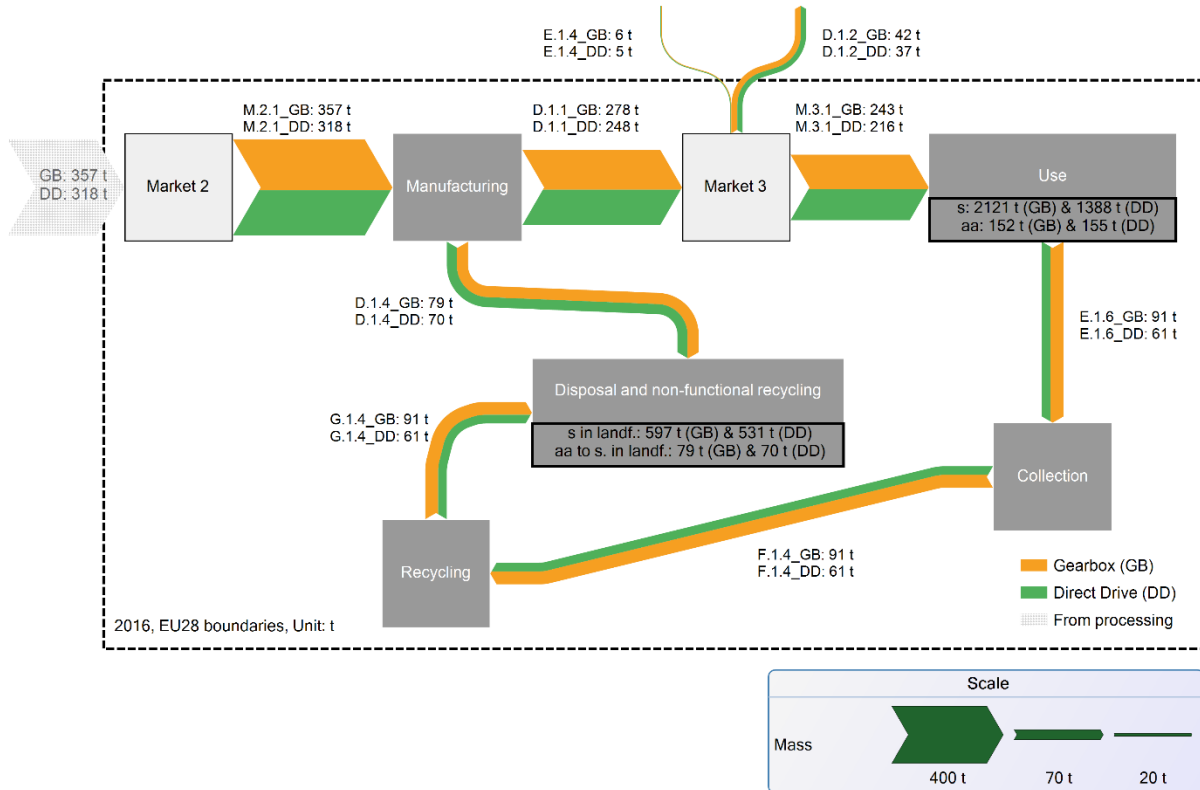 E.1.4_GB: 6 t
E.1.4_DD: 5 t
D.1.2_GB: 42 t
D.1.2_DD: 37 t
M.2.1_GB: 357 t
M.2.1_DD: 318 t
D.1.1_GB: 278 t
D.1.1_DD: 248 t
M.3.1_GB: 243 t
M.3.1_DD: 216 t
GB: 357 t
DD: 318 t
Market 2
Manufacturing
Market 3
Use
s: 2121 t (GB) & 1388 t (DD)
aa: 152 t (GB) & 155 t (DD)
D.1.4_GB: 79 t
D.1.4_DD: 70 t
E.1.6_GB: 91 t
E.1.6_DD: 61 t
Disposal and non-functional recycling
s in landf.: 597 t (GB) & 531 t (DD)
aa to s. in landf.: 79 t (GB) & 70 t (DD)
G.1.4_GB: 91 t
G.1.4_DD: 61 t
Collection
Recycling
F.1.4_GB: 91 t
F.1.4_DD: 61 t
Gearbox (GB)
Direct Drive (DD)
From processing
2016, EU28 boundaries, Unit: t
Scale
Mass
400 t
70 t
20 t